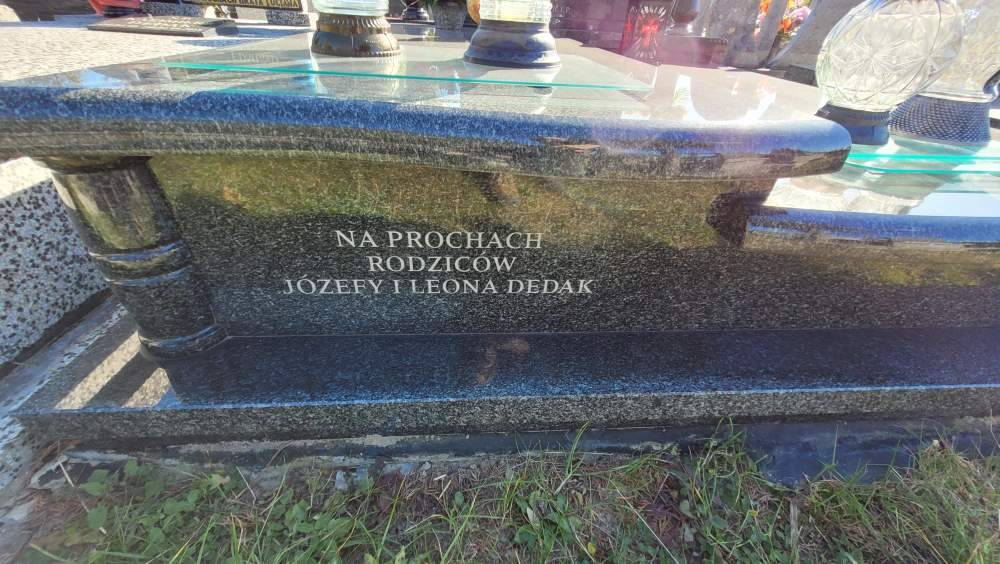 NA PROCHACH
RODZICÓW
JÓZEFY I LEONA DEDAK